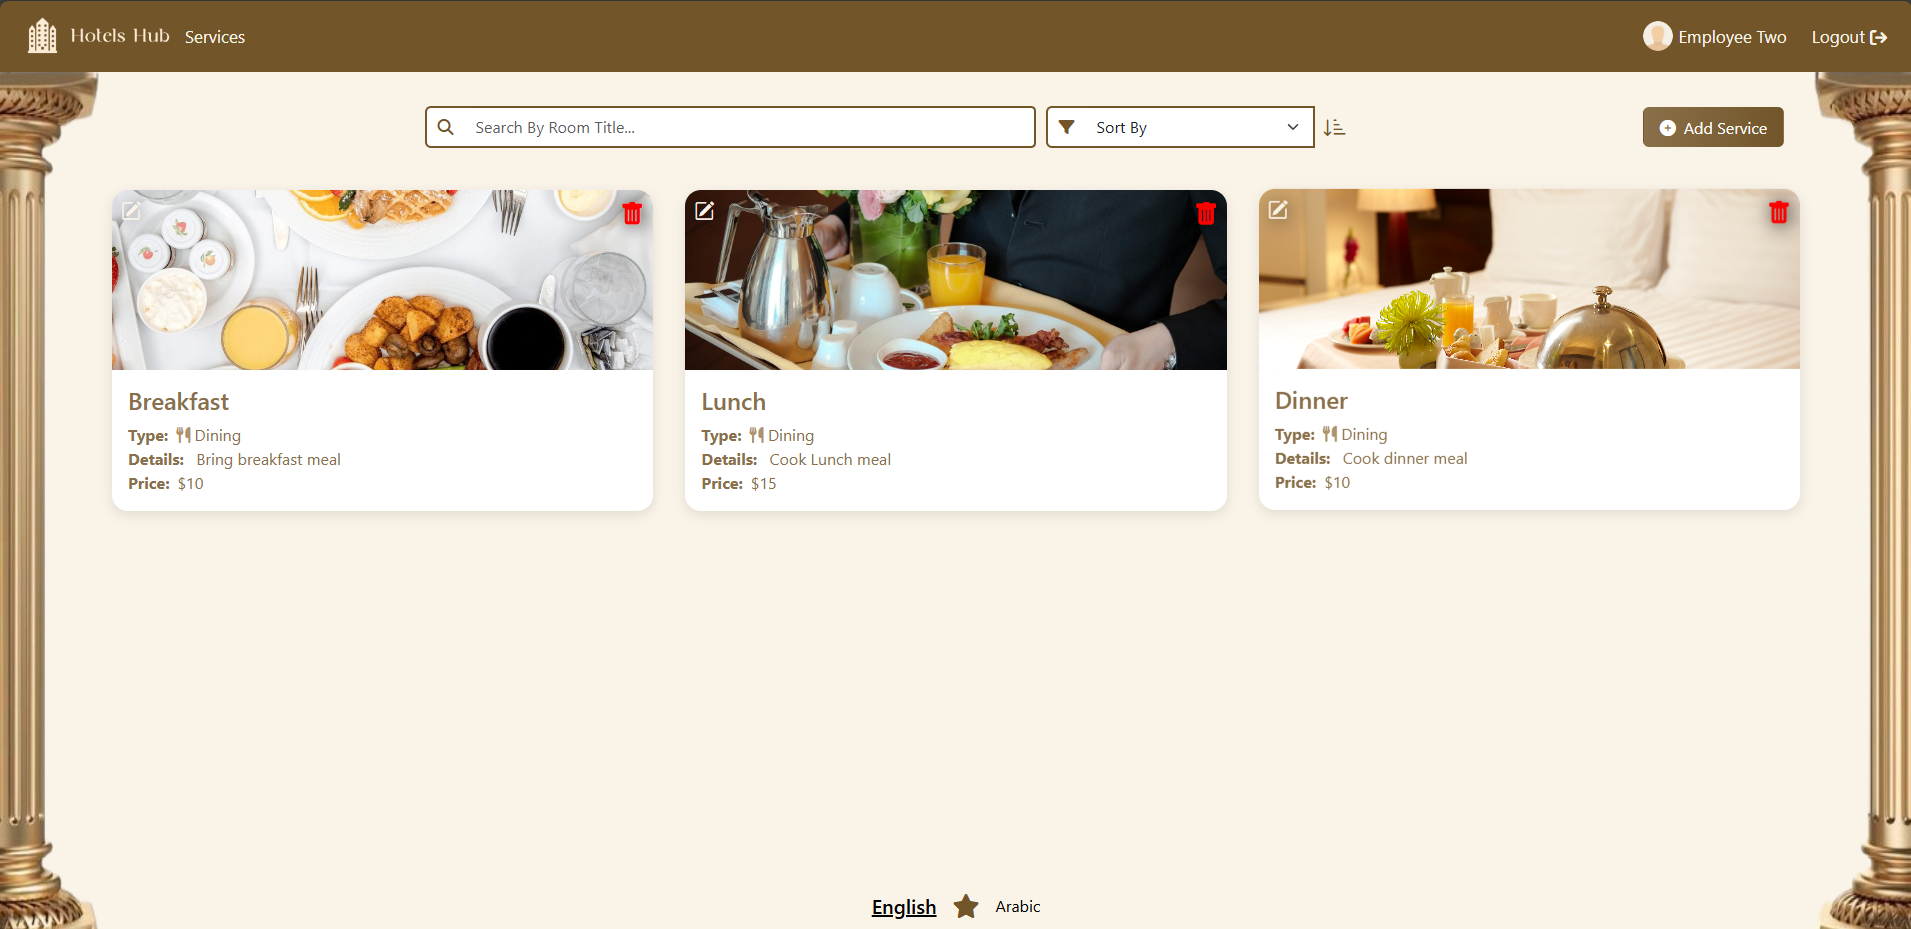 Hotels Hub Services Employee Two Logout
Search By Room Title... Sort By Add Service
Breakfast
Type: Dining
Details: Bring breakfast meal
Price: $10
Lunch
Type: Dining
Details: Cook Lunch meal
Price: $15
Dinner
Type: Dining
Details: Cook dinner meal
Price: $10
English Arabic